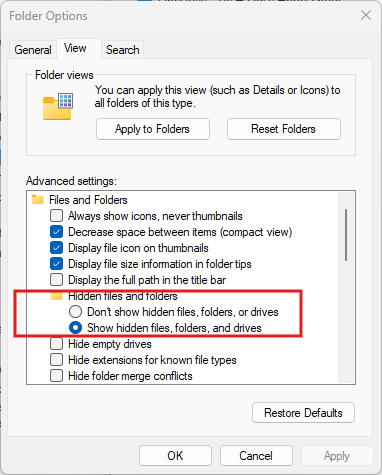 Folder Options
General
View
Search
Folder views
You can apply this view (such as Details or Icons) to
all folders of this type.
Apply to Folders
Reset Folders
Advanced settings:
Files and Folders
Always show icons, never thumbnails
Decrease space between items (compact view)
Display file icon on thumbnails
Display file size information in folder tips
Display the full path in the title bar
Hidden files and folders
Don't show hidden files, folders, or drives
Show hidden files, folders, and drives
Hide empty drives
Hide extensions for known file types
Hide folder merge conflicts
Restore Defaults
OK
Cancel
Apply